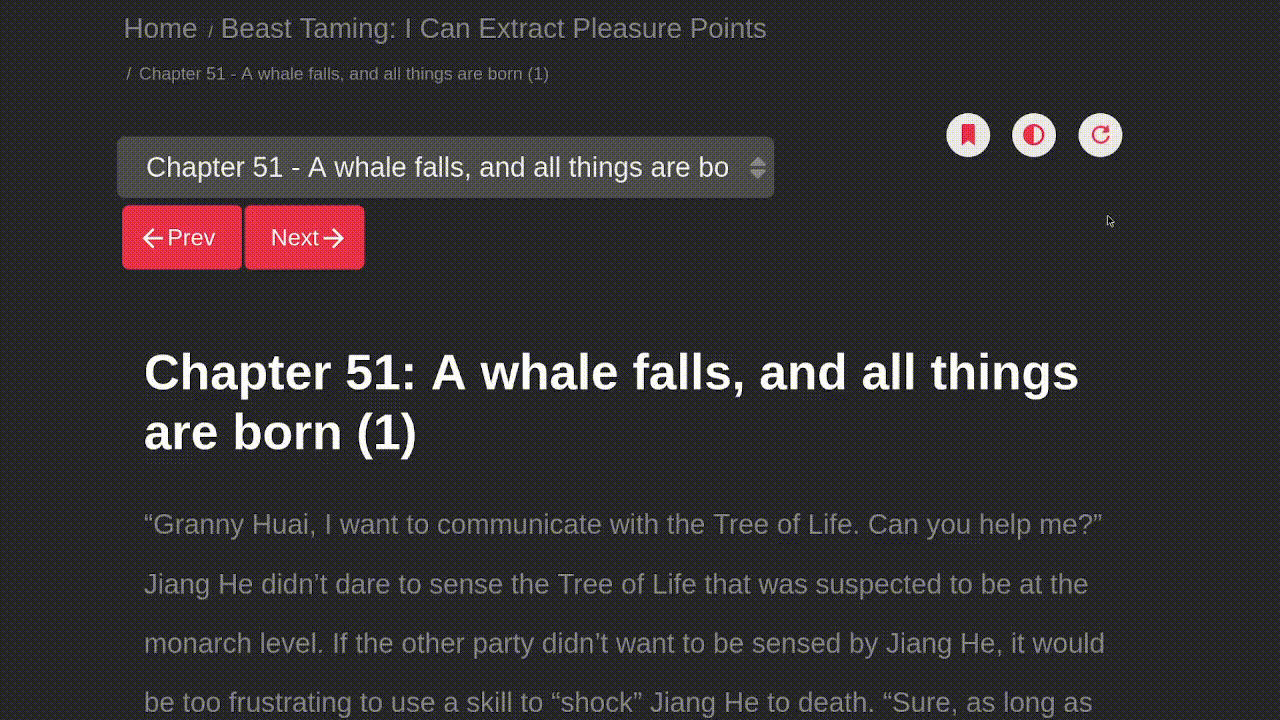 Home / Beast Taming: I Can Extract Pleasure Points
/ Chapter 51 - A whale falls, and all things are born (1)
Chapter 51 - A whale falls, and all things are bo
Prev Next
Chapter 51: A whale falls, and all things
are born (1)
“Granny Huai, I want to communicate with the Tree of Life. Can you help me?”
Jiang He didn’t dare to sense the Tree of Life that was suspected to be at the
monarch level. If the other party didn’t want to be sensed by Jiang He, it would
be too frustrating to use a skill to “shock” Jiang He to death. “Sure, as long as